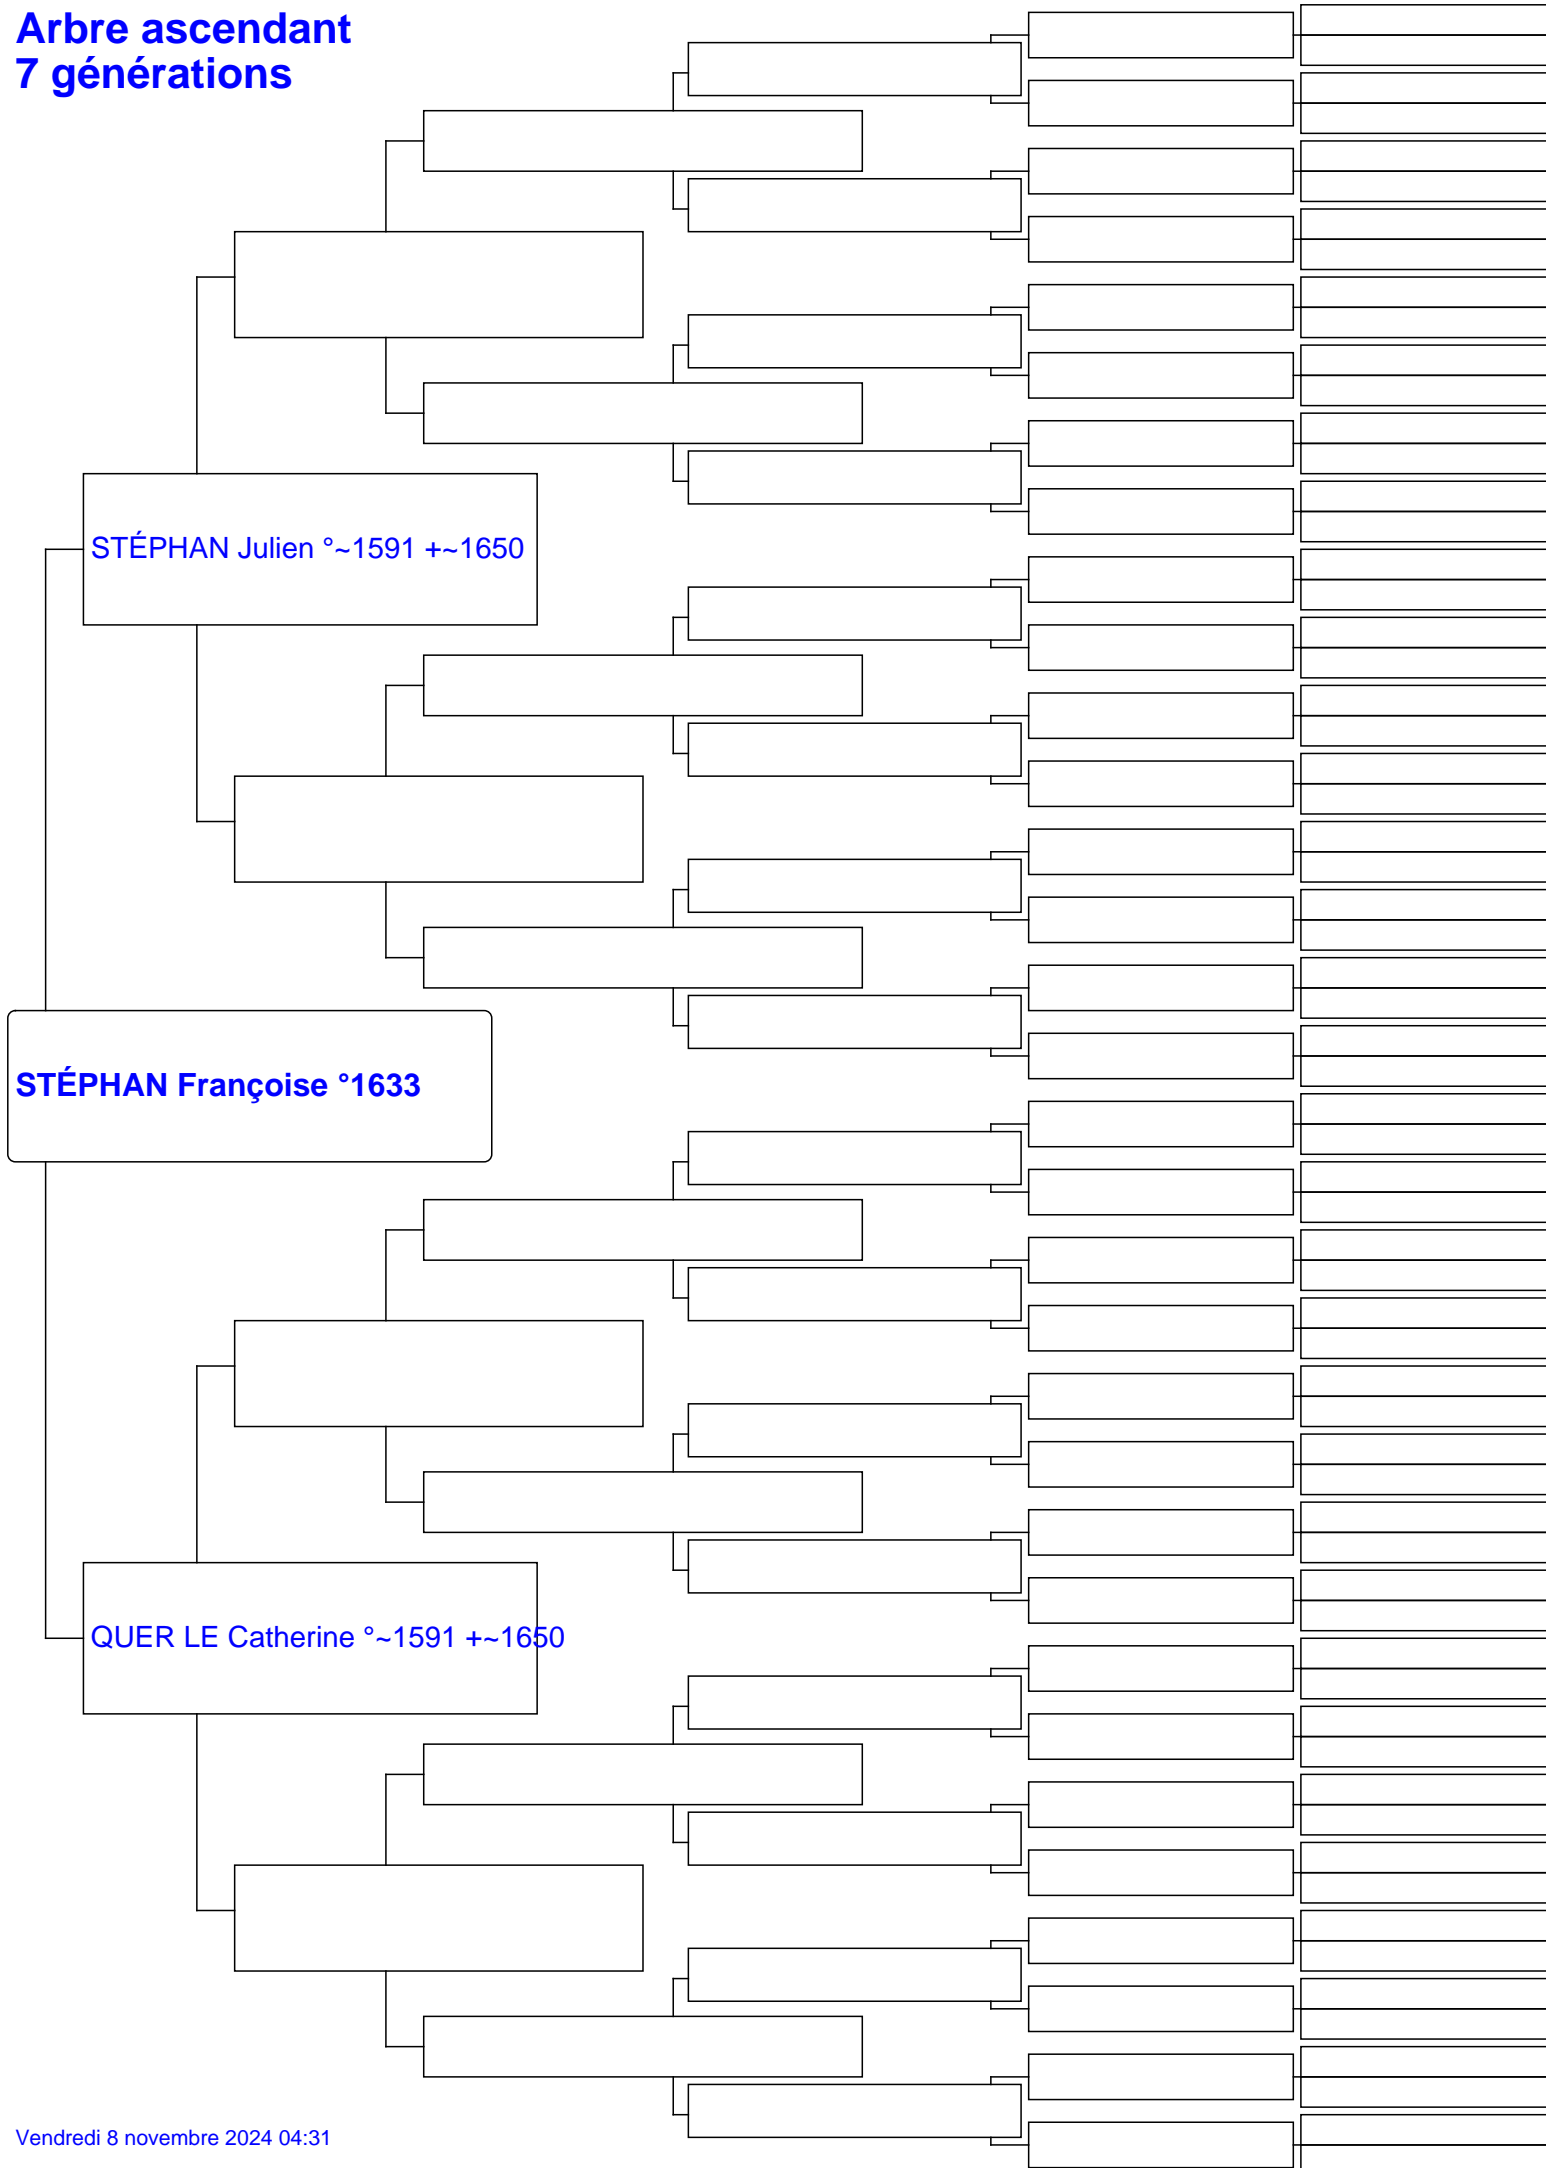 Arbre ascendant
7 générations
STÉPHAN Julien °~1591 +~1650
STÉPHAN Françoise °1633
QUER LE Catherine °~1591 +~1650
Vendredi 8 novembre 2024 04:31